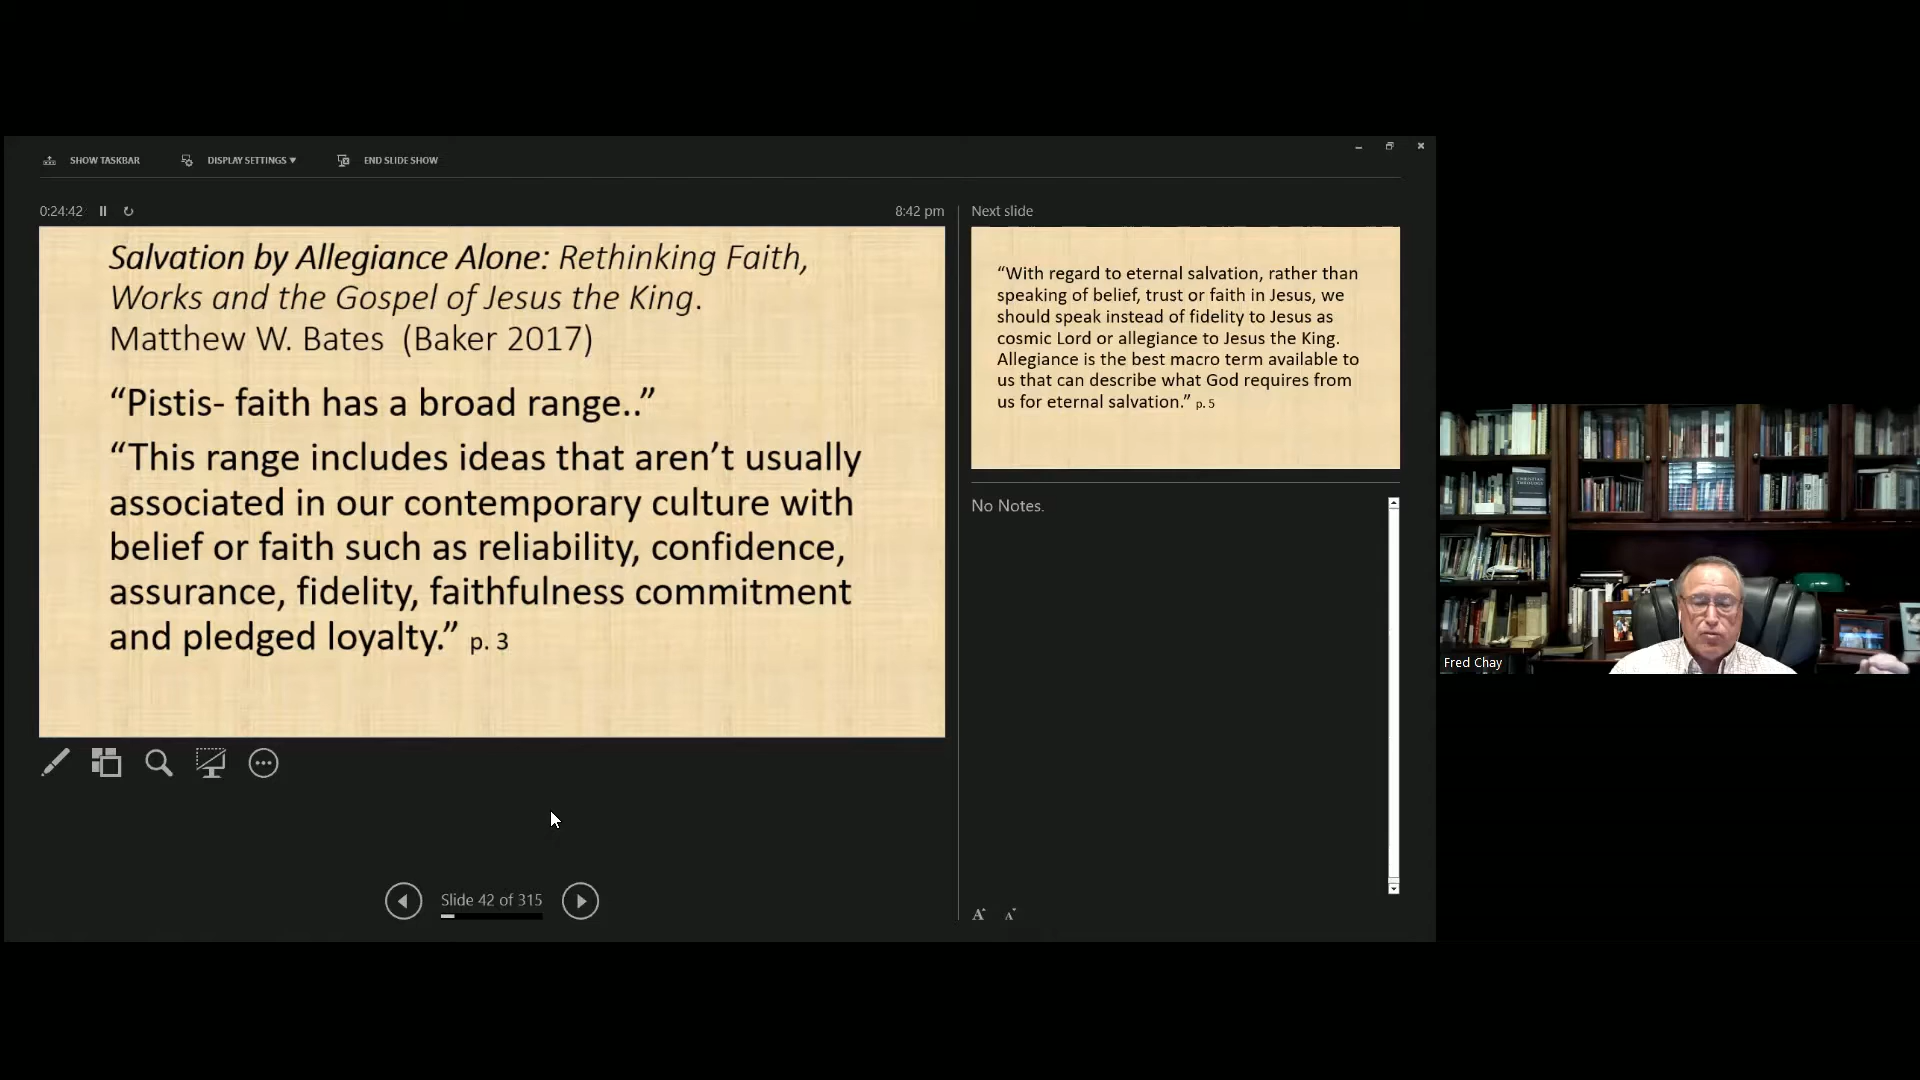 SHOW TASKBAR
DISPLAY SETTINGS ▼
END SLIDE SHOW
0:24:42
8:42 pm
Salvation by Allegiance Alone: Rethinking Faith,
Works and the Gospel of Jesus the King.
Matthew W. Bates (Baker 2017)
“Pistis- faith has a broad range..”
“This range includes ideas that aren’t usually
associated in our contemporary culture with
belief or faith such as reliability, confidence,
assurance, fidelity, faithfulness commitment
and pledged loyalty.” p. 3
Slide 42 of 315
Next slide
“With regard to eternal salvation, rather than
speaking of belief, trust or faith in Jesus, we
should speak instead of fidelity to Jesus as
cosmic Lord or allegiance to Jesus the King.
Allegiance is the best macro term available to
us that can describe what God requires from
us for eternal salvation.” p. 5
No Notes.
A A
Fred Chay